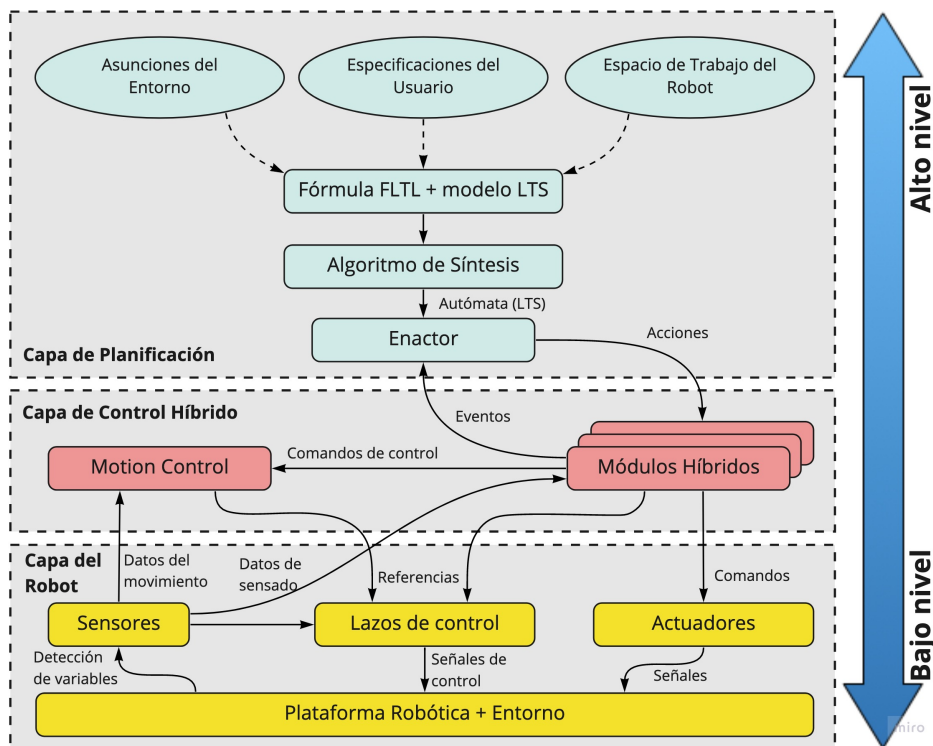 Asunciones del
Entorno
Especificaciones del
Usuario
Espacio de Trabajo del
Robot
Fórmula FLTL + modelo LTS
Algoritmo de Síntesis
Autómata (LTS)
Enactor
Acciones
Capa de Planificación
Capa de Control Híbrido
Eventos
Motion Control
Comandos de control
Módulos Híbridos
Capa del
Robot
Datos del
movimiento
Datos de
sensado
Referencias
Comandos
Sensores
Lazos de control
Actuadores
Detección
de variables
Señales de
control
Señales
Plataforma Robótica + Entorno
Alto nivel
Bajo nivel
miro